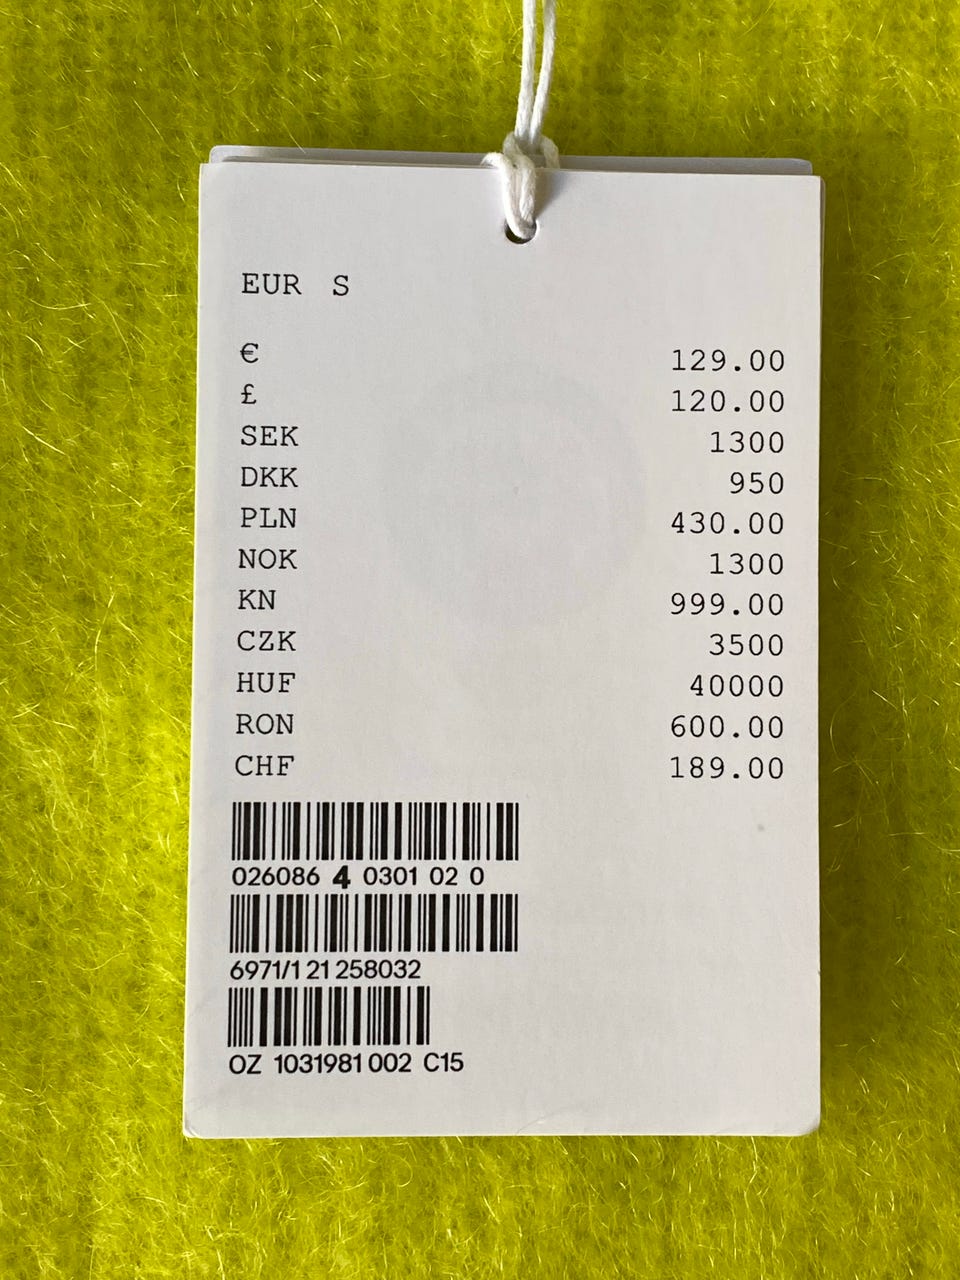 EUR S
€ 129.00
£ 120.00
SEK 1300
DKK 950
PLN 430.00
NOK 1300
KN 999.00
CZK 3500
HUF 40000
RON 600.00
CHF 189.00
026086 4 0301 02 0
6971/1 21 258032
OZ 1031981 002 C15